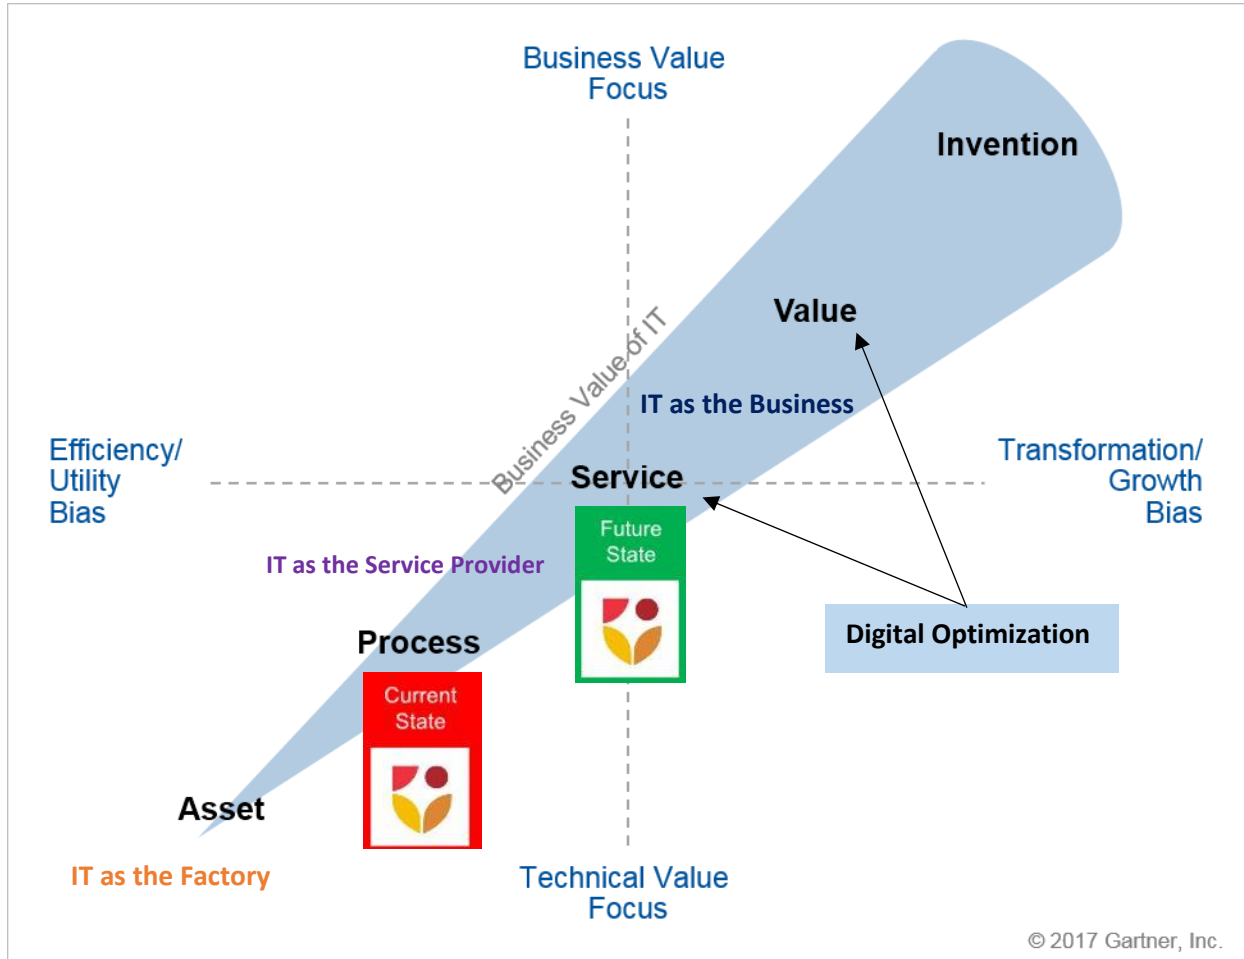 Business Value
Focus
Invention
Value
Business Value of IT
IT as the Business
Efficiency/
Utility
Bias
Transformation/
Growth
Bias
Service
Future
State
IT as the Service Provider
Digital Optimization
Process
Current
State
Asset
IT as the Factory
Technical Value
Focus
© 2017 Gartner, Inc.